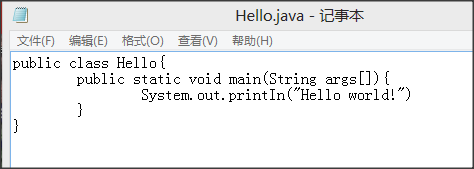 Hello.java - 记事本
文件(F) 编辑(E) 格式(O) 查看(V) 帮助(H)
public class Hello{
        public static void main(String args[]){
                System.out.printIn("Hello world!")
        }
}